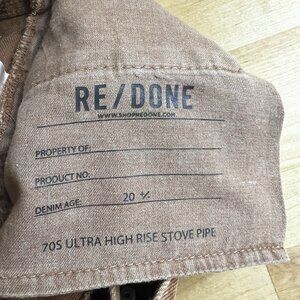 RE/DONE
WWW.SHOPREDONE.COM
PROPERTY OF:
PRODUCT NO:
DENIM AGE: 20 +/-
70S ULTRA HIGH RISE STOVE PIPE